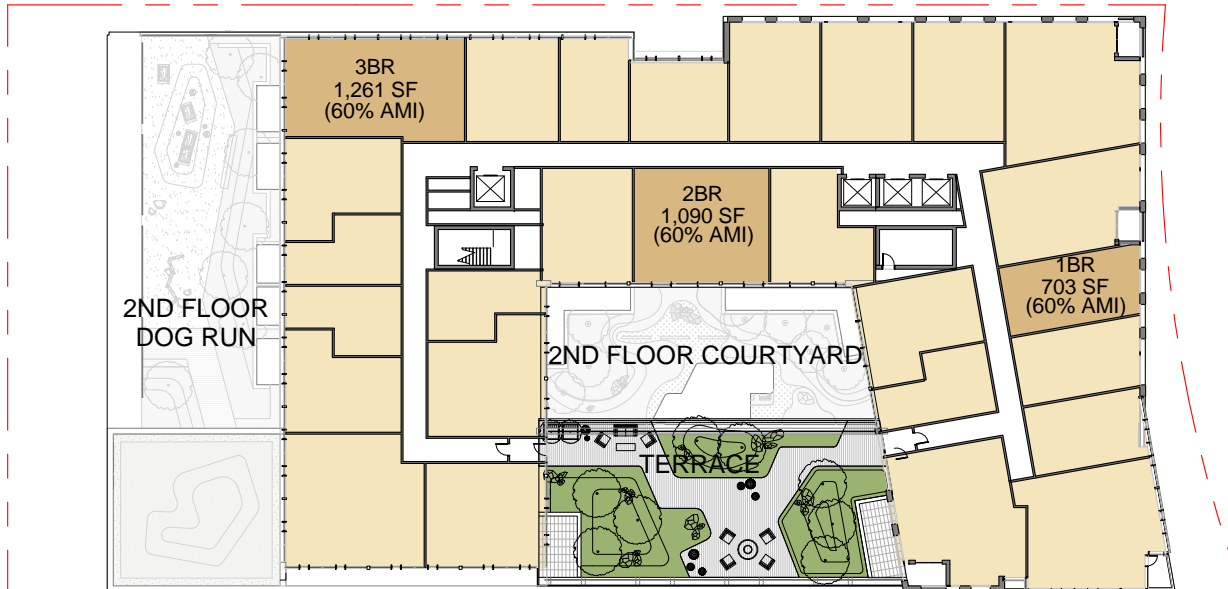 3BR
1,261 SF
(60% AMI)
2BR
1,090 SF
(60% AMI)
1BR
703 SF
(60% AMI)
2ND FLOOR
DOG RUN
2ND FLOOR COURTYARD
TERRACE